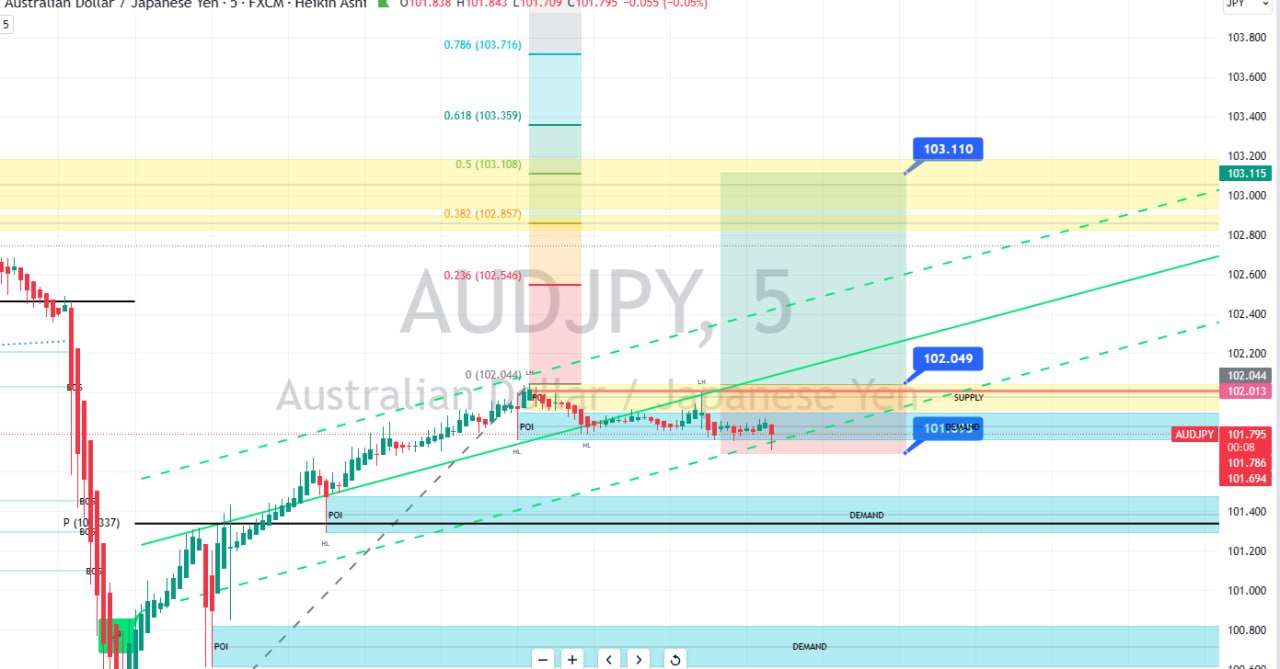 Australian Dollar / Japanese Yen · 5 · FXCM · Heikin Ashi O101.838 H101.843 L101.709 C101.795 −0.055 (−0.05%)
JPY
5
103.800
0.786 (103.716)
103.600
0.618 (103.359)
103.400
103.110
103.200
0.5 (103.108)
103.115
103.000
0.382 (102.857)
102.800
0.236 (102.546)
102.600
AUDJPY, 5
102.400
102.049
102.200
0 (102.044)
LH
LH
102.044
BOS
Australian Dollar / Japanese Yen
POI
SUPPLY
102.013
POI
DEMAND
AUDJPY
101.795
00:08
HL
HL
101.786
101.694
BOS
POI
DEMAND
101.400
P (101.337)
BOS
HL
101.200
BOS
101.000
100.800
POI
DEMAND